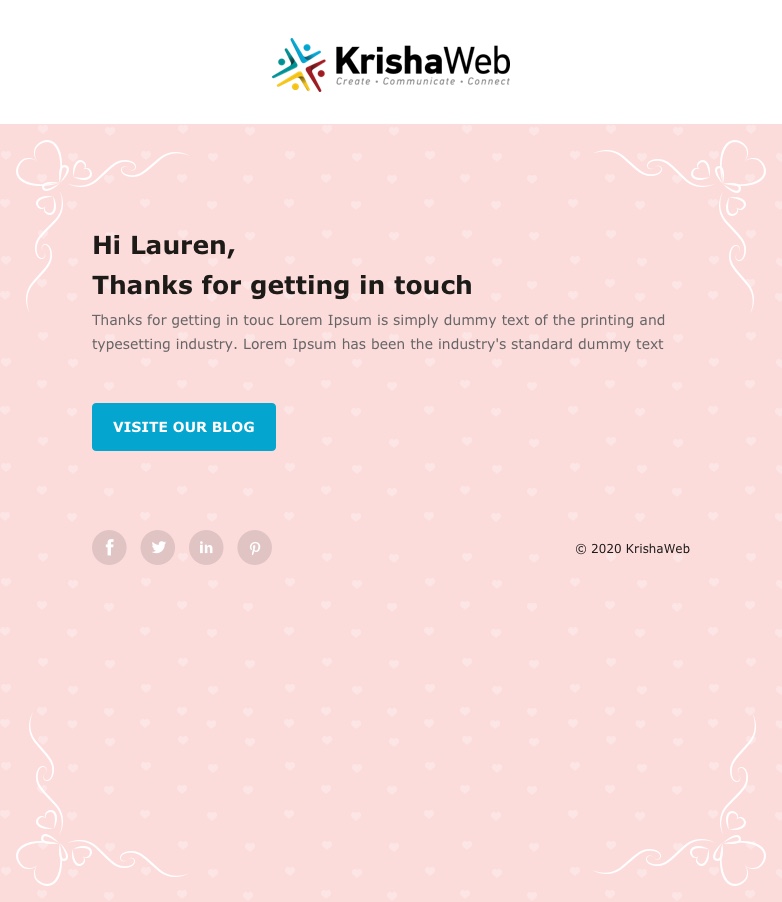 KrishaWeb
Create • Communicate • Connect
Hi Lauren,
Thanks for getting in touch
Thanks for getting in touc Lorem Ipsum is simply dummy text of the printing and
typesetting industry. Lorem Ipsum has been the industry's standard dummy text
VISITE OUR BLOG
© 2020 KrishaWeb